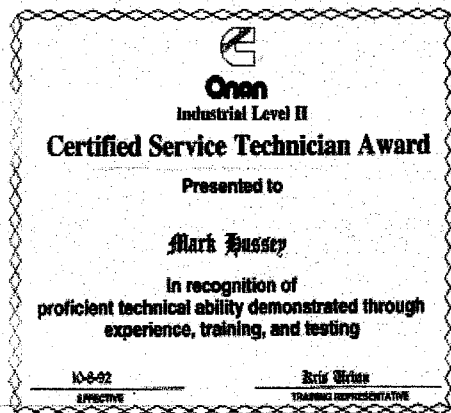 Onan
Industrial Level II
Certified Service Technician Award
Presented to
Mark Hussey
In recognition of
proficient technical ability demonstrated through
experience, training, and testing
10-8-92
Kris
EFFECTIVE
TRAINING REPRESENTATIVE